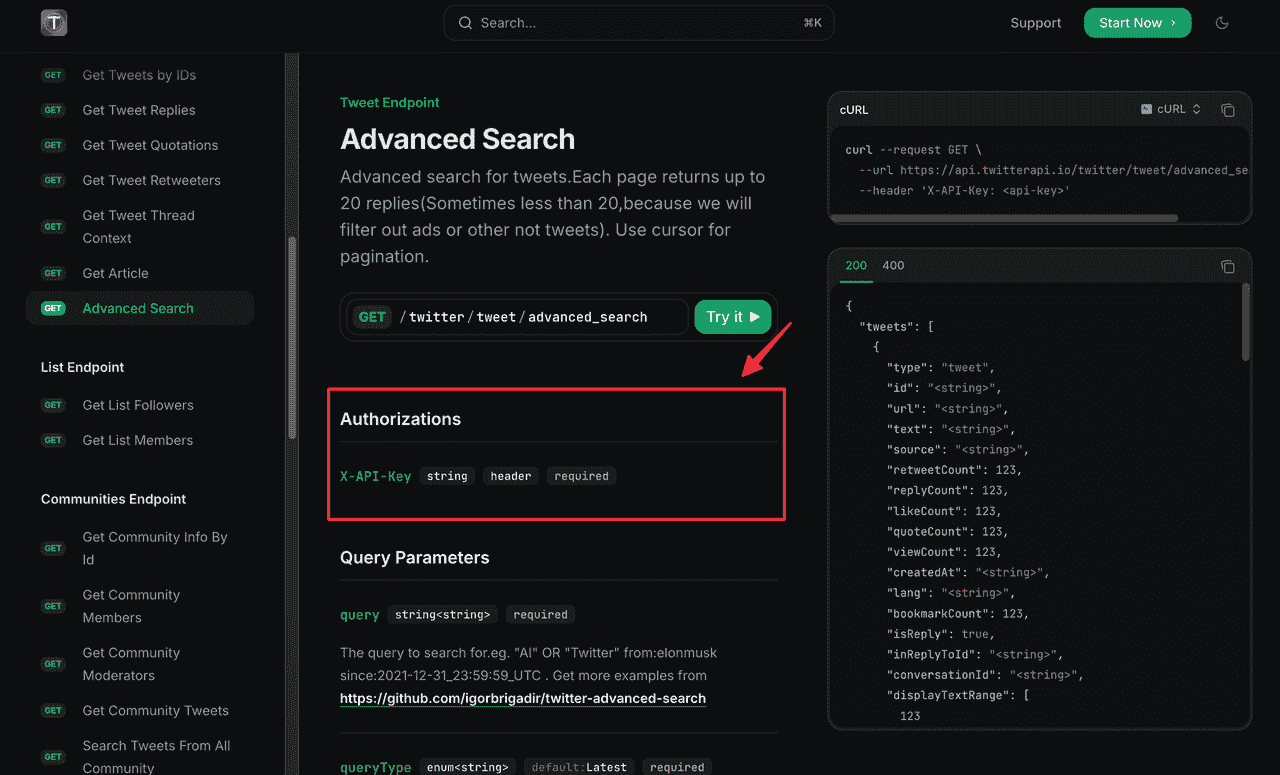 T
Search...
⌘K
Support
Start Now ›
GET Get Tweets by IDs
GET Get Tweet Replies
GET Get Tweet Quotations
GET Get Tweet Retweeters
GET Get Tweet Thread
Context
GET Get Article
GET Advanced Search
List Endpoint
GET Get List Followers
GET Get List Members
Communities Endpoint
GET Get Community Info By
Id
GET Get Community
Members
GET Get Community
Moderators
GET Get Community Tweets
GET Search Tweets From All
Community
Tweet Endpoint
Advanced Search
Advanced search for tweets.Each page returns up to
20 replies(Sometimes less than 20,because we will
filter out ads or other not tweets). Use cursor for
pagination.
GET /twitter/tweet/advanced_search
Try it
Authorizations
X-API-Key string header required
Query Parameters
query string<string> required
The query to search for.eg. "AI" OR "Twitter" from:elonmusk
since:2021-12-31_23:59:59_UTC . Get more examples from
https://github.com/igorbrigadir/twitter-advanced-search
queryType enum<string> default:Latest required
cURL
cURL
curl --request GET \
--url https://api.twitterapi.io/twitter/tweet/advanced_se
--header 'X-API-Key: <api-key>'
200 400
{
"tweets": [
{
"type": "tweet",
"id": "<string>",
"url": "<string>",
"text": "<string>",
"source": "<string>",
"retweetCount": 123,
"replyCount": 123,
"likeCount": 123,
"quoteCount": 123,
"viewCount": 123,
"createdAt": "<string>",
"lang": "<string>",
"bookmarkCount": 123,
"isReply": true,
"inReplyToId": "<string>",
"conversationId": "<string>",
"displayTextRange": [
123